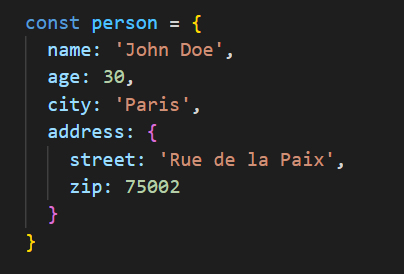 const person = {
  name: 'John Doe',
  age: 30,
  city: 'Paris',
  address: {
    street: 'Rue de la Paix',
    zip: 75002
  }
}